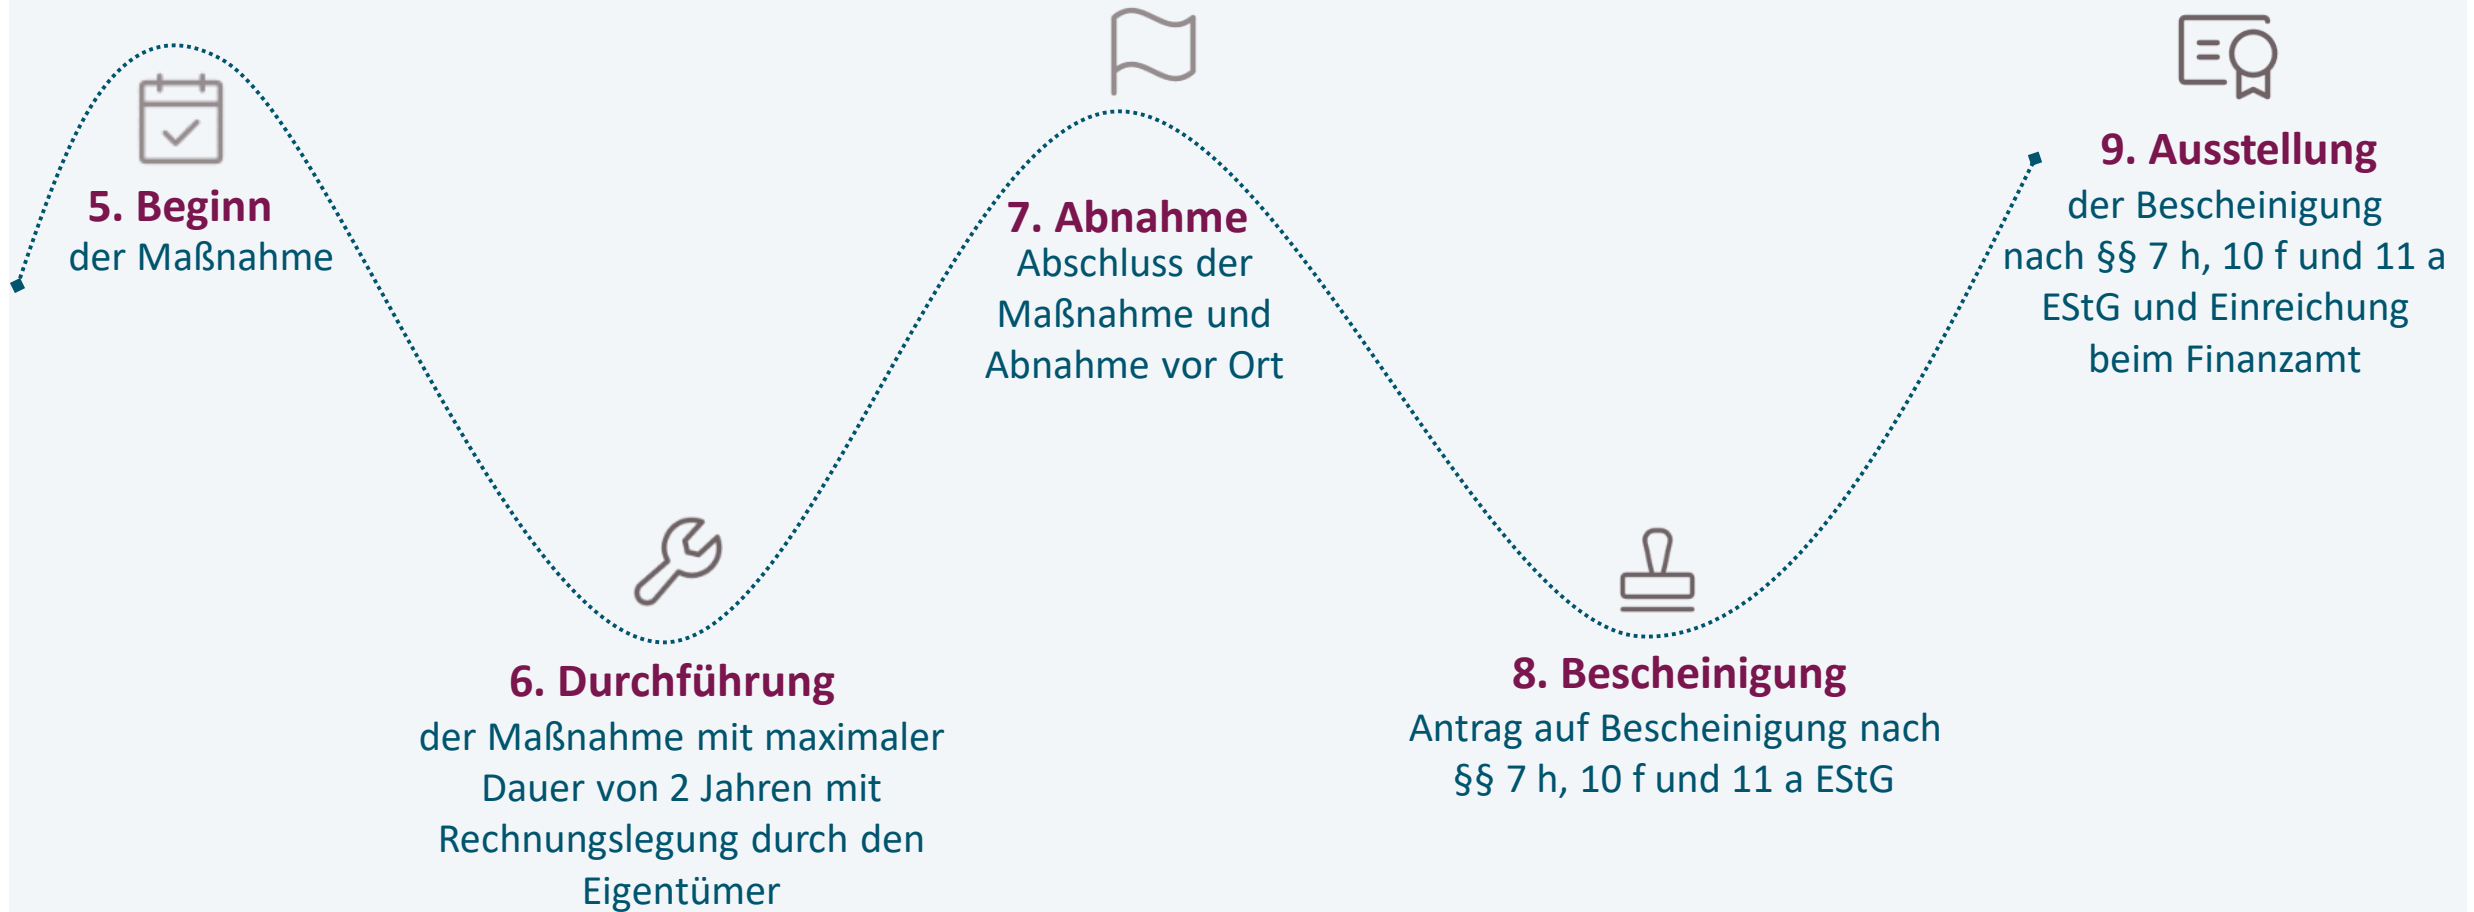 5. Beginn
der Maßnahme
6. Durchführung
der Maßnahme mit maximaler
Dauer von 2 Jahren mit
Rechnungslegung durch den
Eigentümer
7. Abnahme
Abschluss der
Maßnahme und
Abnahme vor Ort
8. Bescheinigung
Antrag auf Bescheinigung nach
§§ 7 h, 10 f und 11 a EStG
9. Ausstellung
der Bescheinigung
nach §§ 7 h, 10 f und 11 a
EStG und Einreichung
beim Finanzamt